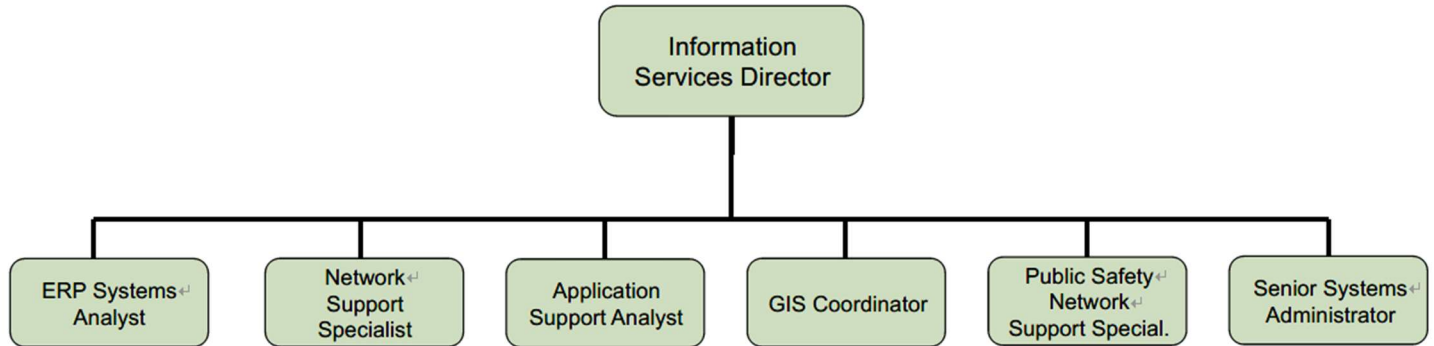 Information
Services Director
ERP Systems
Analyst
Network
Support
Specialist
Application
Support Analyst
GIS Coordinator
Public Safety
Network
Support Special.
Senior Systems
Administrator